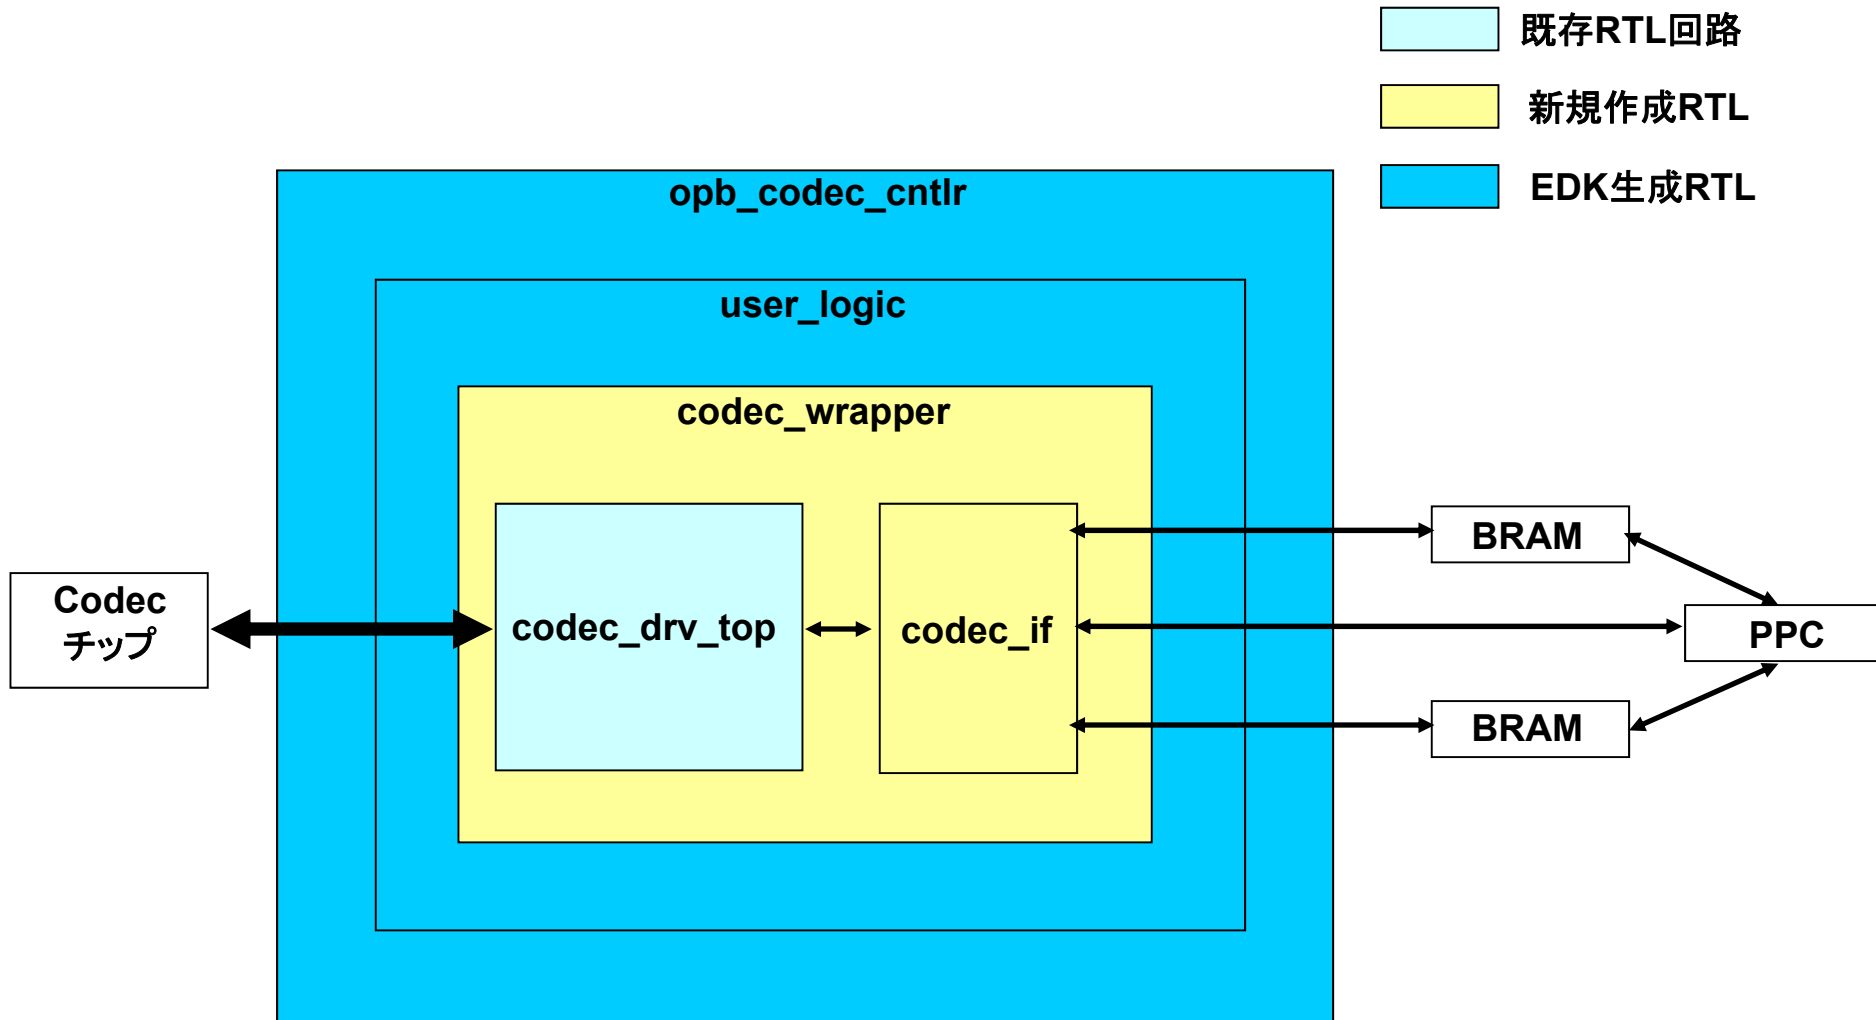 既存RTL回路
新規作成RTL
EDK生成RTL
opb_codec_cntlr
user_logic
codec_wrapper
Codec
チップ
codec_drv_top
codec_if
BRAM
PPC
BRAM